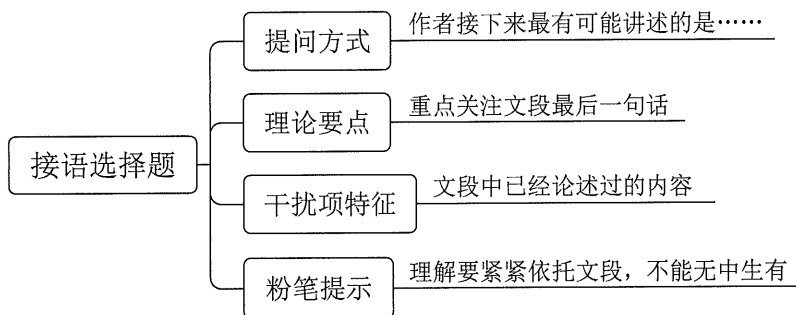 接语选择题
提问方式
作者接下来最有可能讲述的是……
理论要点
重点关注文段最后一句话
干扰项特征
文段中已经论述过的内容
粉笔提示
理解要紧紧依托文段，不能无中生有